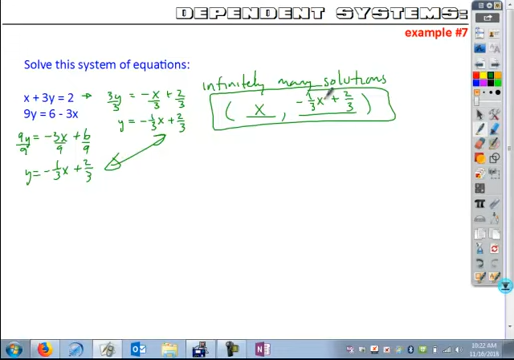 DEPENDENT SYSTEMS:
example #7
Solve this system of equations:
infinitely many solutions
x + 3y = 2 → 3y/3 = -x/3 + 2/3
( x , -1/3x + 2/3 )
9y = 6 - 3x
y = -1/3x + 2/3
9y/9 = -3x/9 + 6/9
y = -1/3x + 2/3
10:22 AM
11/16/2016